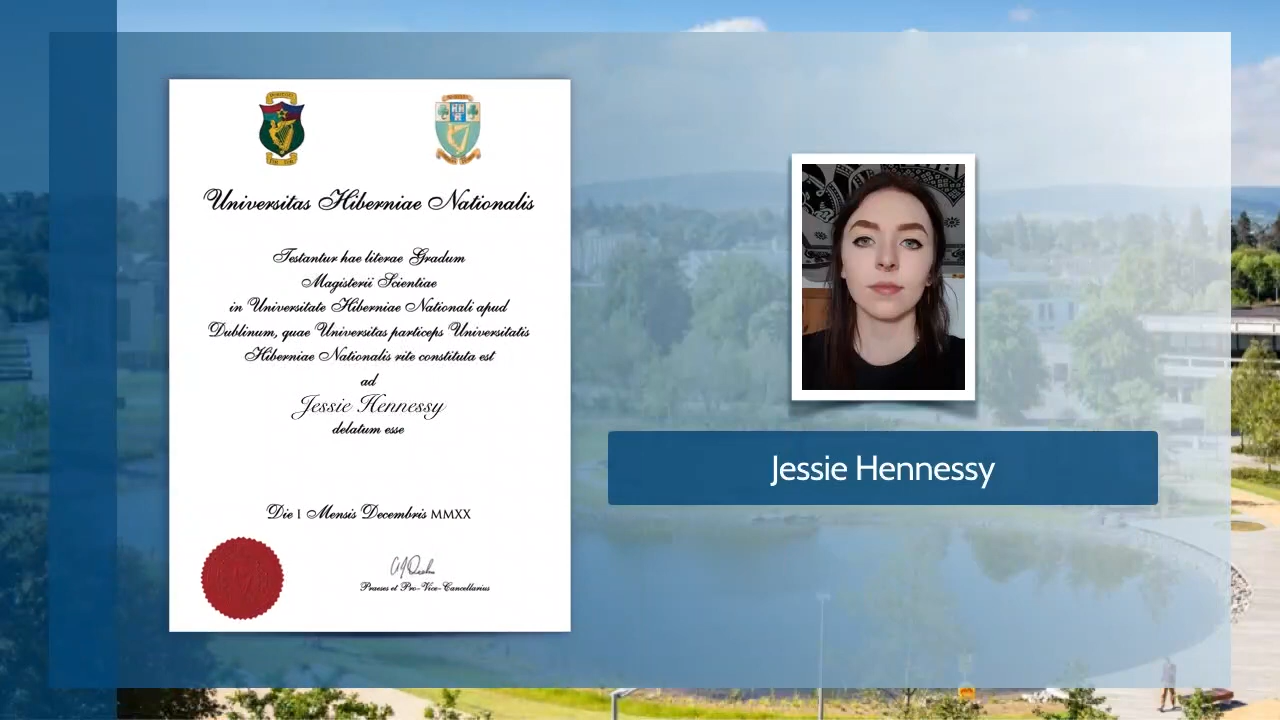 Universitas Hiberniae Nationalis
Testantur hae literae Gradum
Magisterii Scientiae
in Universitate Hiberniae Nationali apud
Dublinum, quae Universitas particeps Universitatis
Hiberniae Nationalis rite constituta est
ad
Jessie Hennessy
delatum esse
Die 1 Mensis Decembris MMXX
Praeses et Pro-Vice-Cancellarius
Jessie Hennessy